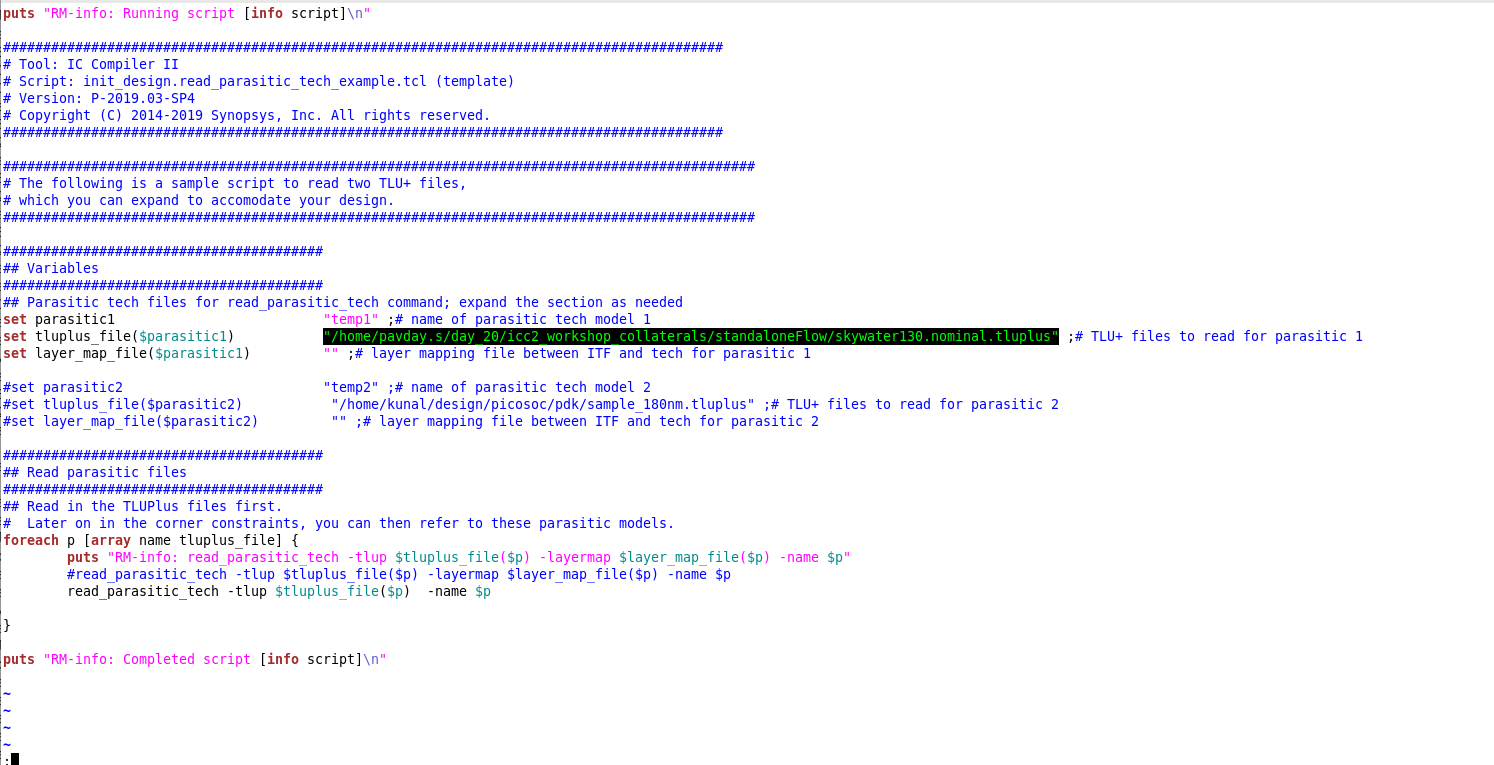 puts "RM-info: Running script [info script]\n"
##########################################################################################
# Tool: IC Compiler II
# Script: init_design.read_parasitic_tech_example.tcl (template)
# Version: P-2019.03-SP4
# Copyright (C) 2014-2019 Synopsys, Inc. All rights reserved.
##########################################################################################
##############################################################################################
# The following is a sample script to read two TLU+ files,
# which you can expand to accomodate your design.
##############################################################################################
########################################
## Variables
########################################
## Parasitic tech files for read_parasitic_tech command; expand the section as needed
set parasitic1                          "temp1" ;# name of parasitic tech model 1
set tluplus_file($parasitic1)           "/home/pavday.s/day_20/icc2_workshop_collaterals/standaloneFlow/skywater130.nominal.tluplus" ;# TLU+ files to read for parasitic 1
set layer_map_file($parasitic1)         "" ;# layer mapping file between ITF and tech for parasitic 1
#set parasitic2                         "temp2" ;# name of parasitic tech model 2
#set tluplus_file($parasitic2)           "/home/kunal/design/picosoc/pdk/sample_180nm.tluplus" ;# TLU+ files to read for parasitic 2
#set layer_map_file($parasitic2)         "" ;# layer mapping file between ITF and tech for parasitic 2
########################################
## Read parasitic files
########################################
## Read in the TLUPlus files first.
#  Later on in the corner constraints, you can then refer to these parasitic models.
foreach p [array name tluplus_file] {
        puts "RM-info: read_parasitic_tech -tlup $tluplus_file($p) -layermap $layer_map_file($p) -name $p"
        #read_parasitic_tech -tlup $tluplus_file($p) -layermap $layer_map_file($p) -name $p
        read_parasitic_tech -tlup $tluplus_file($p)  -name $p
}
puts "RM-info: Completed script [info script]\n"
~
~
~
~
: